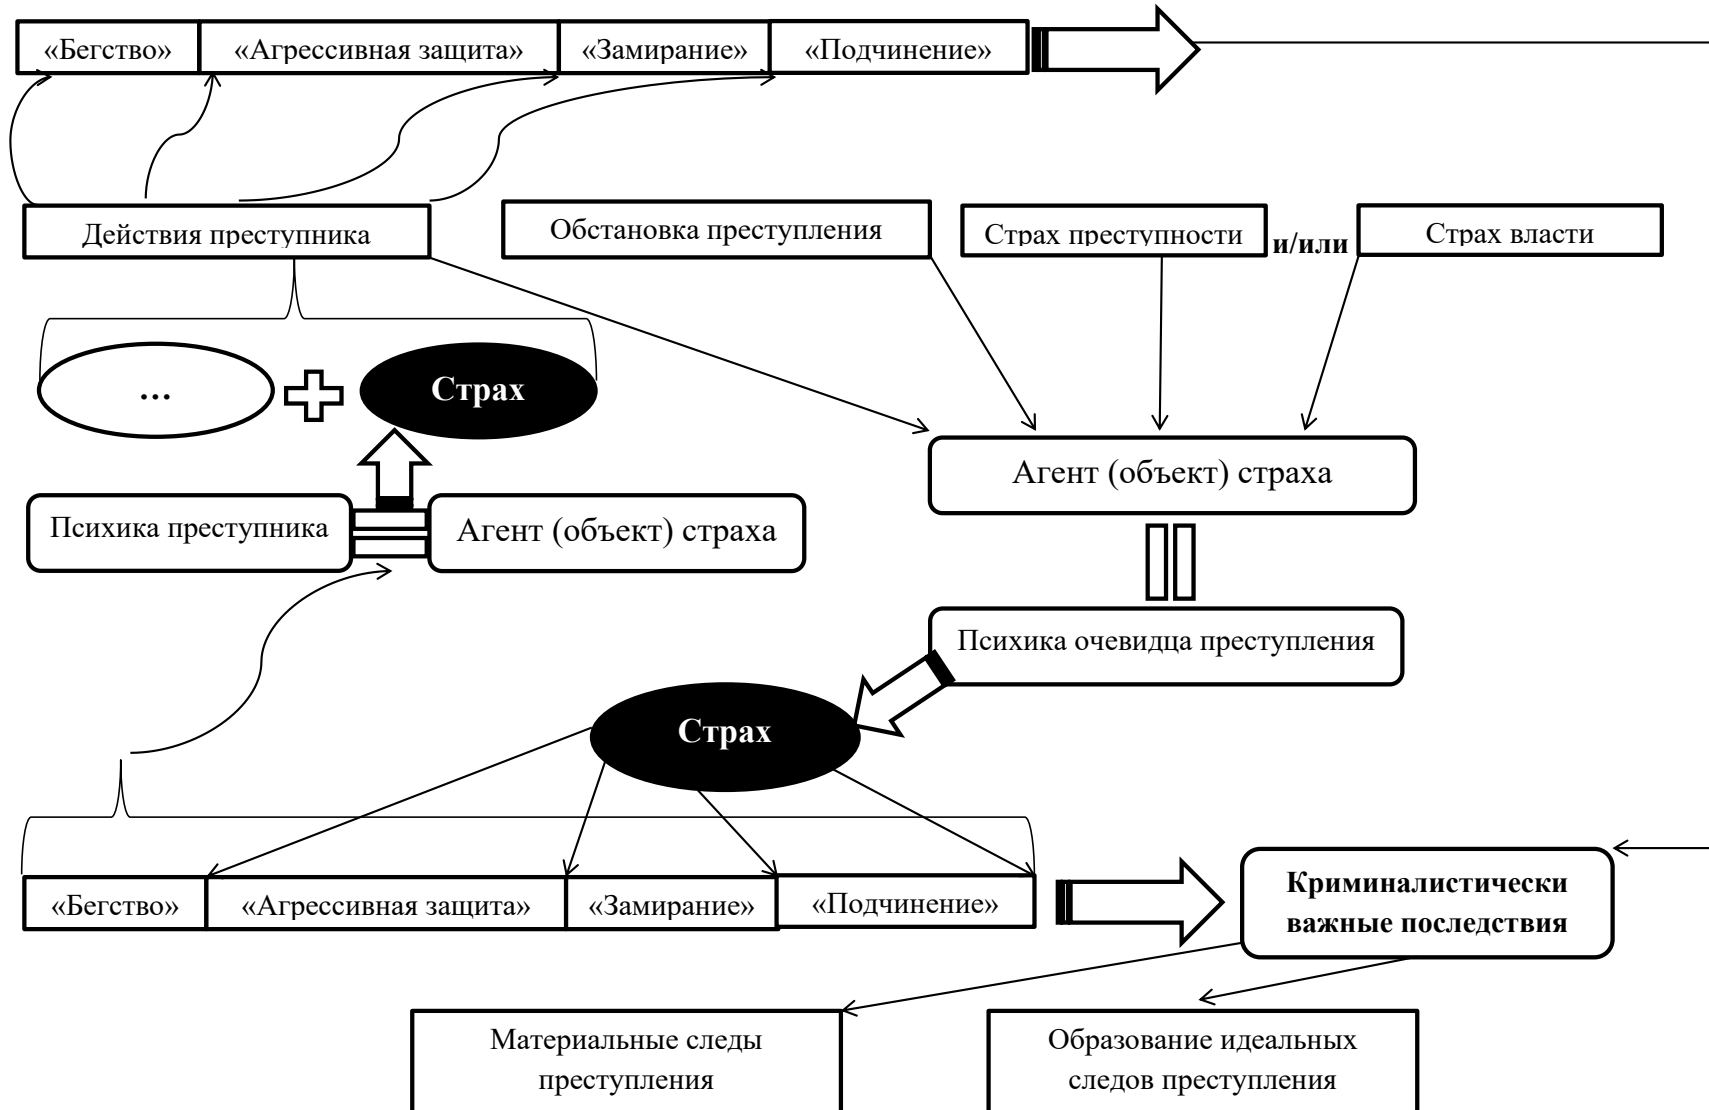 «Бегство» «Агрессивная защита» «Замирание» «Подчинение»
Действия преступника
Обстановка преступления
Страх преступности
и/или
Страх власти
...
Страх
Агент (объект) страха
Психика преступника
Агент (объект) страха
Психика очевидца преступления
Страх
«Бегство» «Агрессивная защита» «Замирание» «Подчинение»
Криминалистически
важные последствия
Материальные следы
преступления
Образование идеальных
следов преступления